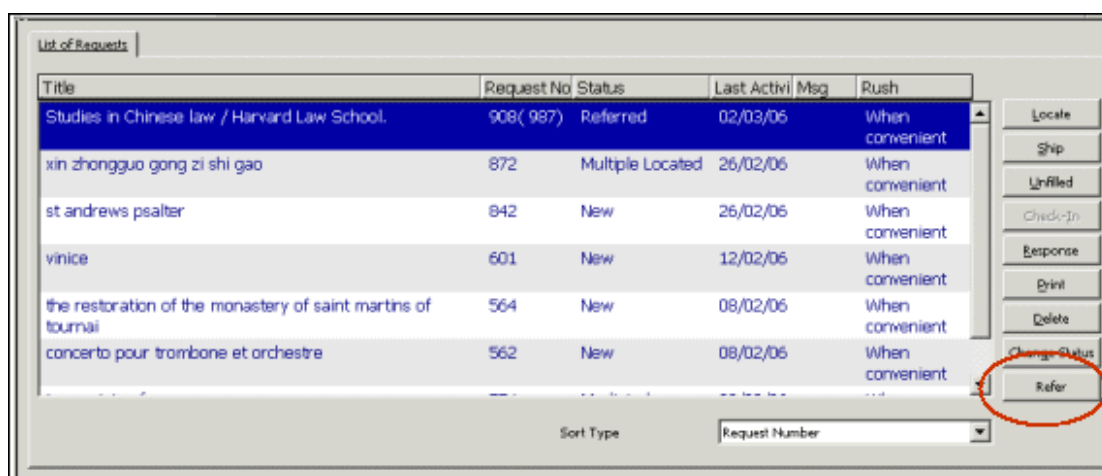 List of Requests
Title Request No Status Last Activi Msg Rush
Studies in Chinese law / Harvard Law School. 908( 987) Referred 02/03/06 When
convenient
xin zhongguo gong zi shi gao 872 Multiple Located 26/02/06 When
convenient
st andrews psalter 842 New 26/02/06 When
convenient
vinice 601 New 12/02/06 When
convenient
the restoration of the monastery of saint martins of 564 New 08/02/06 When
tournai convenient
concerto pour trombone et orchestre 562 New 08/02/06 When
convenient
Locate
Ship
Unfilled
Check-In
Response
Print
Delete
Change Status
Refer
Sort Type Request Number